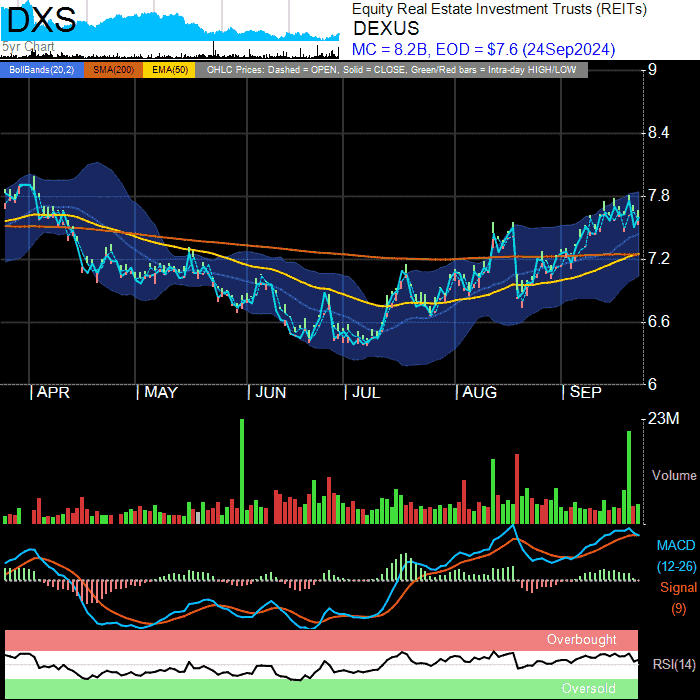 DXS
5yr Chart
Equity Real Estate Investment Trusts (REITs)
DEXUS
MC = 8.2B, EOD = $7.6 (24Sep2024)
BollBands(20,2) SMA(200) EMA(50) OHLC Prices: Dashed = OPEN, Solid = CLOSE, Green/Red bars = Intra-day HIGH/LOW
9
8.4
7.8
7.2
6.6
6
APR MAY JUN JUL AUG SEP
23M
Volume
MACD
(12-26)
Signal
(9)
Overbought
RSI(14)
Oversold